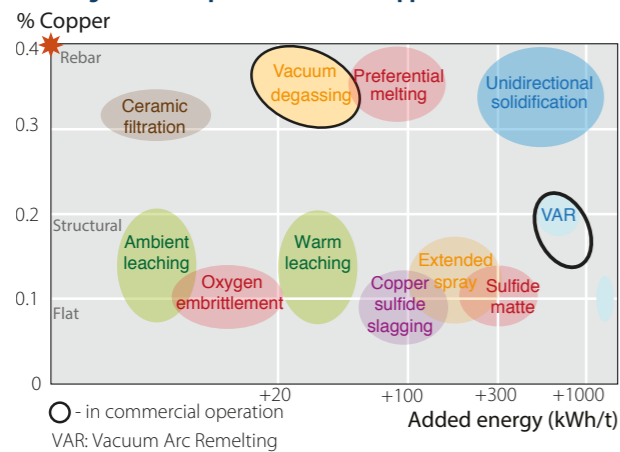 % Copper
0.4
Rebar
Vacuum
degassing
Preferential
melting
Unidirectional
solidification
Ceramic
filtration
0.3
0.2
Structural
VAR
Ambient
leaching
Warm
leaching
Oxygen
embrittlement
Extended
spray
Copper
sulfide
slagging
Sulfide
matte
0.1
Flat
0
+20
+100
+300
+1000
Added energy (kWh/t)
- in commercial operation
VAR: Vacuum Arc Remelting